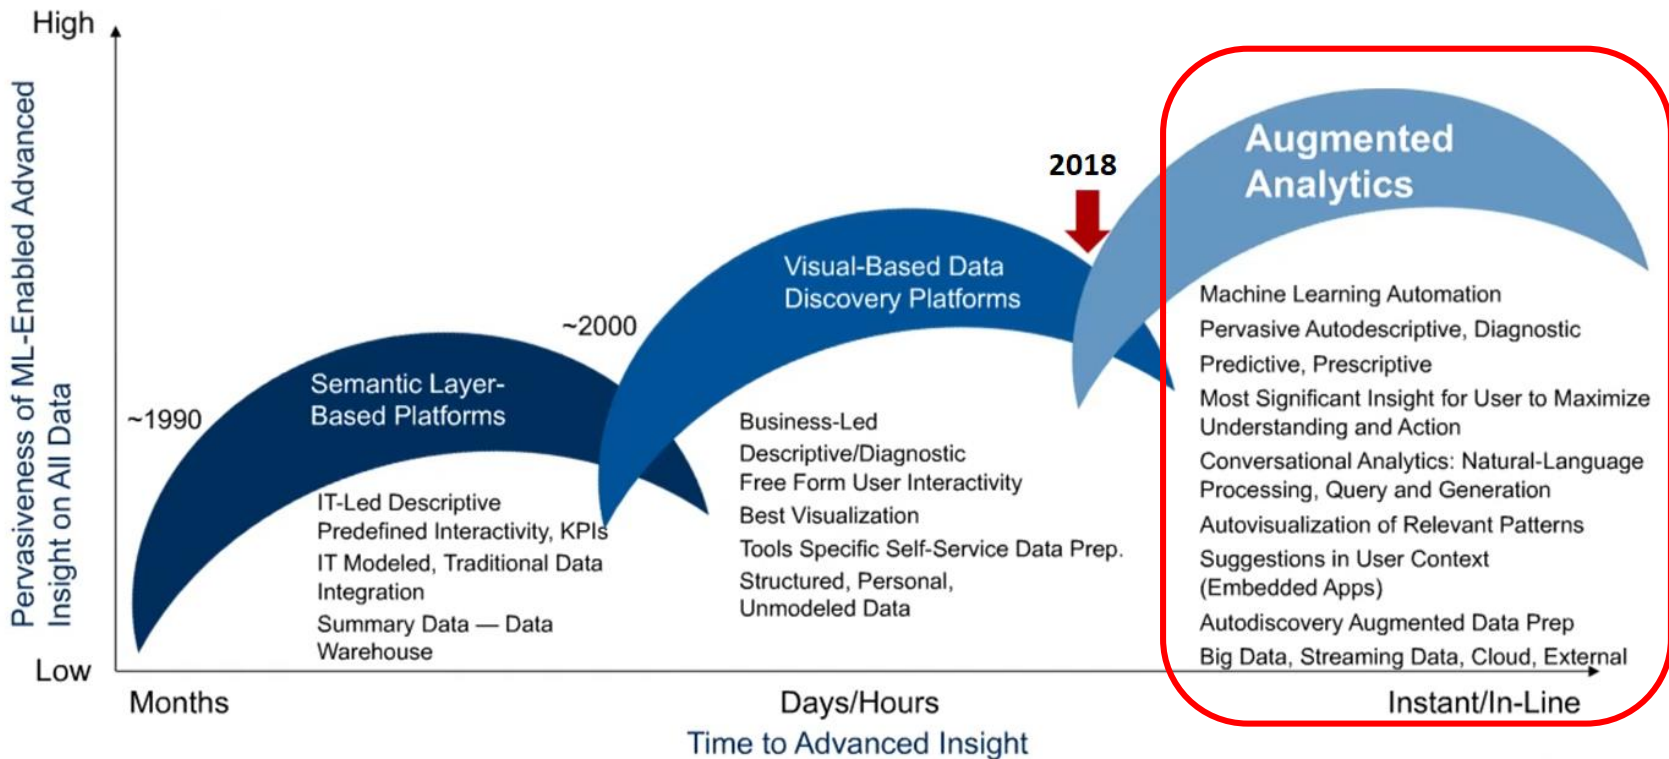 High
Pervasiveness of ML-Enabled Advanced
Insight on All Data
Low
~1990
Semantic Layer-
Based Platforms
IT-Led Descriptive
Predefined Interactivity, KPIs
IT Modeled, Traditional Data
Integration
Summary Data — Data
Warehouse
~2000
Visual-Based Data
Discovery Platforms
Business-Led
Descriptive/Diagnostic
Free Form User Interactivity
Best Visualization
Tools Specific Self-Service Data Prep.
Structured, Personal,
Unmodeled Data
2018
Augmented
Analytics
Machine Learning Automation
Pervasive Autodescriptive, Diagnostic
Predictive, Prescriptive
Most Significant Insight for User to Maximize
Understanding and Action
Conversational Analytics: Natural-Language
Processing, Query and Generation
Autovisualization of Relevant Patterns
Suggestions in User Context
(Embedded Apps)
Autodiscovery Augmented Data Prep
Big Data, Streaming Data, Cloud, External
Months
Days/Hours
Instant/In-Line
Time to Advanced Insight